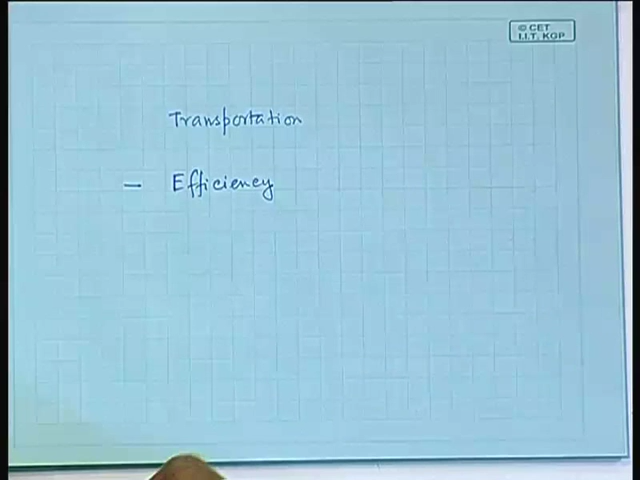 © CET
I.I.T. KGP
Transportation
– Efficiency